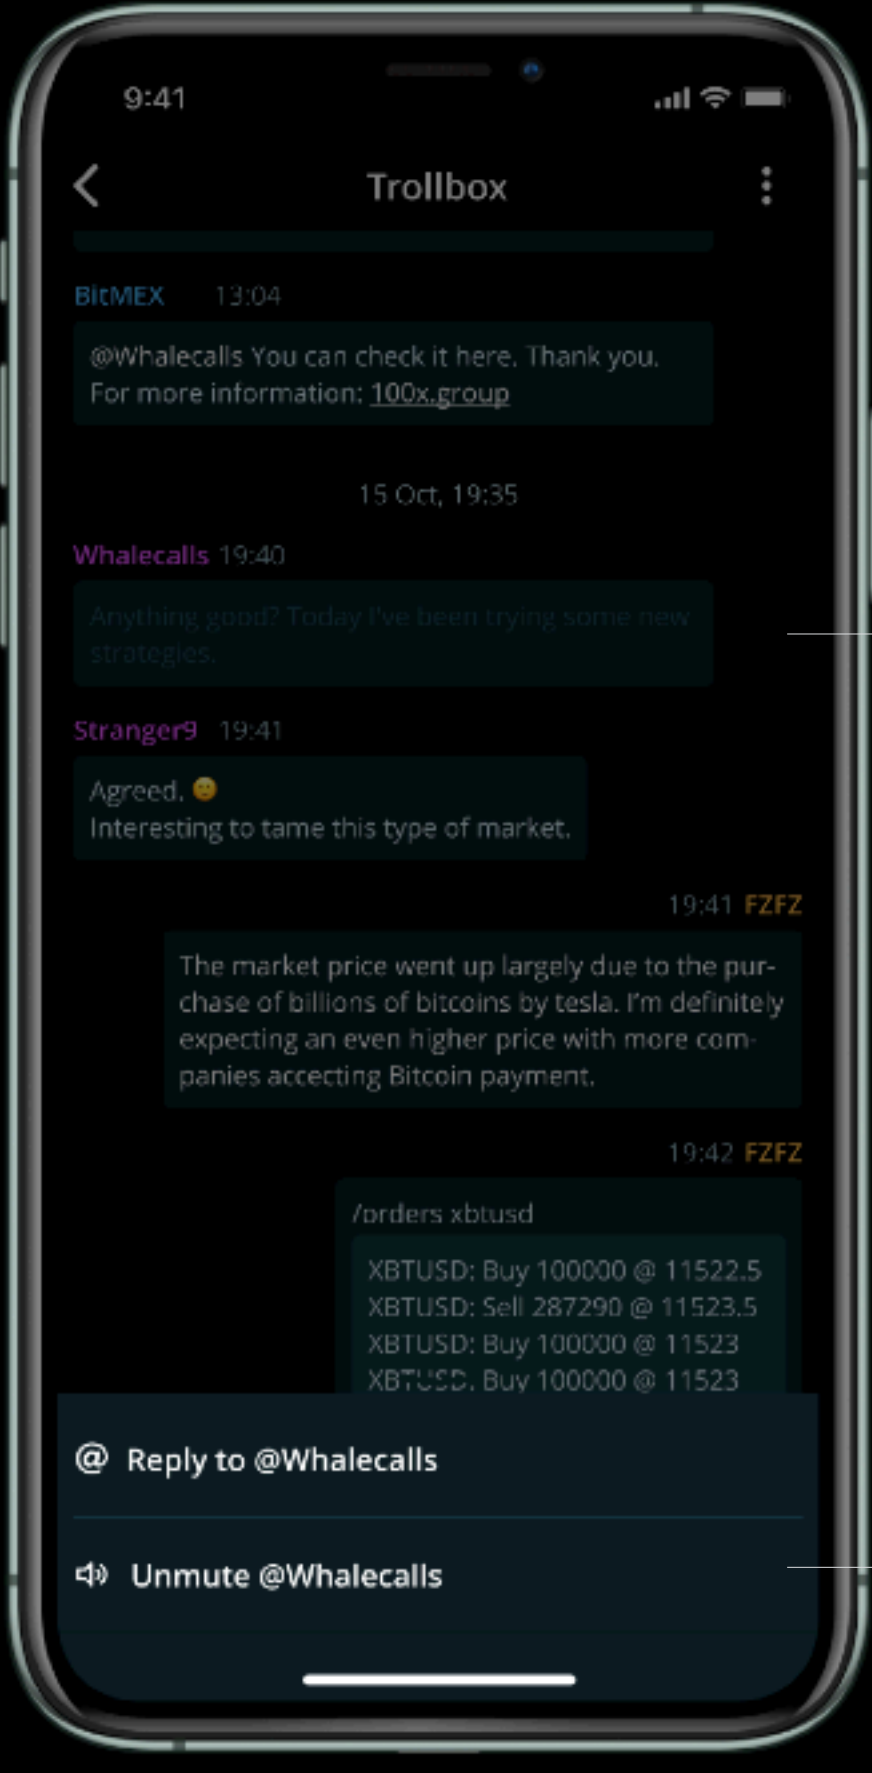 9:41
Trollbox
BitMEX 13:04
@Whalecalls You can check it here. Thank you.
For more information: 100x.group
15 Oct, 19:35
Whalecalls 19:40
Anything good? Today I've been trying some new
strategies.
Stranger9 19:41
Agreed. 🙂
Interesting to tame this type of market.
19:41 FZFZ
The market price went up largely due to the pur-
chase of billions of bitcoins by tesla. I'm definitely
expecting an even higher price with more com-
panies accecting Bitcoin payment.
19:42 FZFZ
/orders xbtusd
XBTUSD: Buy 100000 @ 11522.5
XBTUSD: Sell 287290 @ 11523.5
XBTUSD: Buy 100000 @ 11523
XBTUSD. Buy 100000 @ 11523
@ Reply to @Whalecalls
Unmute @Whalecalls